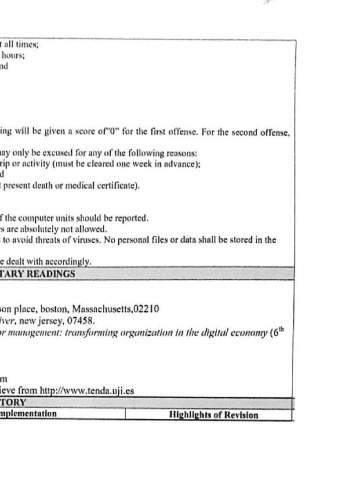 t all times;
hours;
nd
ing will be given a score of"0" for the first offense. For the second offense,
ay only be excused for any of the following reasons:
rip or activity (must be cleared one week in advance);
d
t present death or medical certificate).
f the computer units should be reported.
s are absolutely not allowed.
to avoid threats of viruses. No personal files or data shall be stored in the
e dealt with accordingly.
TARY READINGS
son place, boston, Massachusetts,02210
iver, new jersey, 07458.
or management: transforming organization in the digital economy (6th
m
ieve from http://www.tenda.uji.es
TORY
mplementation Highlights of Revision